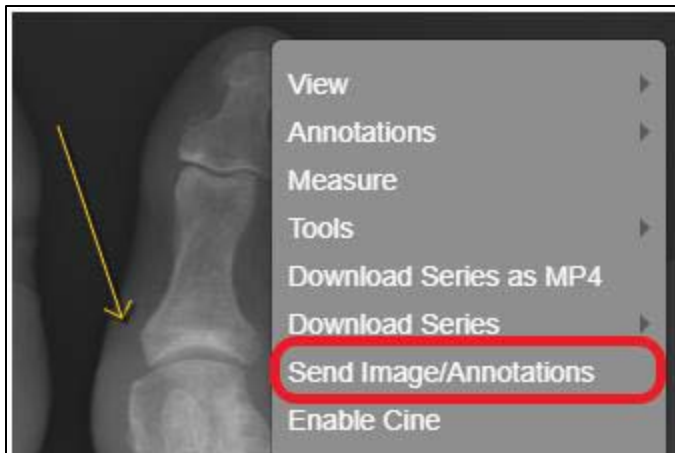 View
Annotations
Measure
Tools
Download Series as MP4
Download Series
Send Image/Annotations
Enable Cine